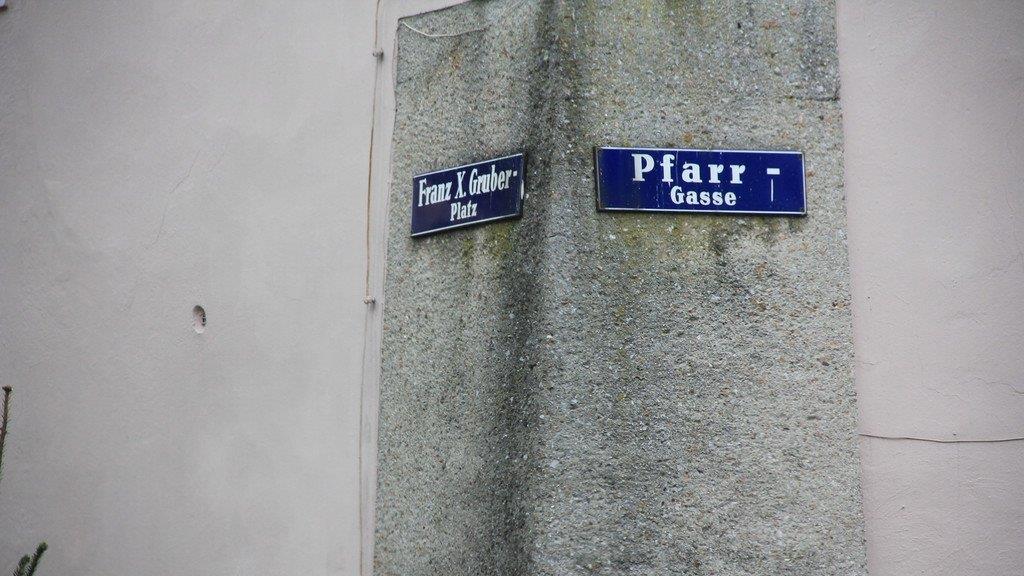 Franz X. Gruber-
Platz
Pfarr -
Gasse